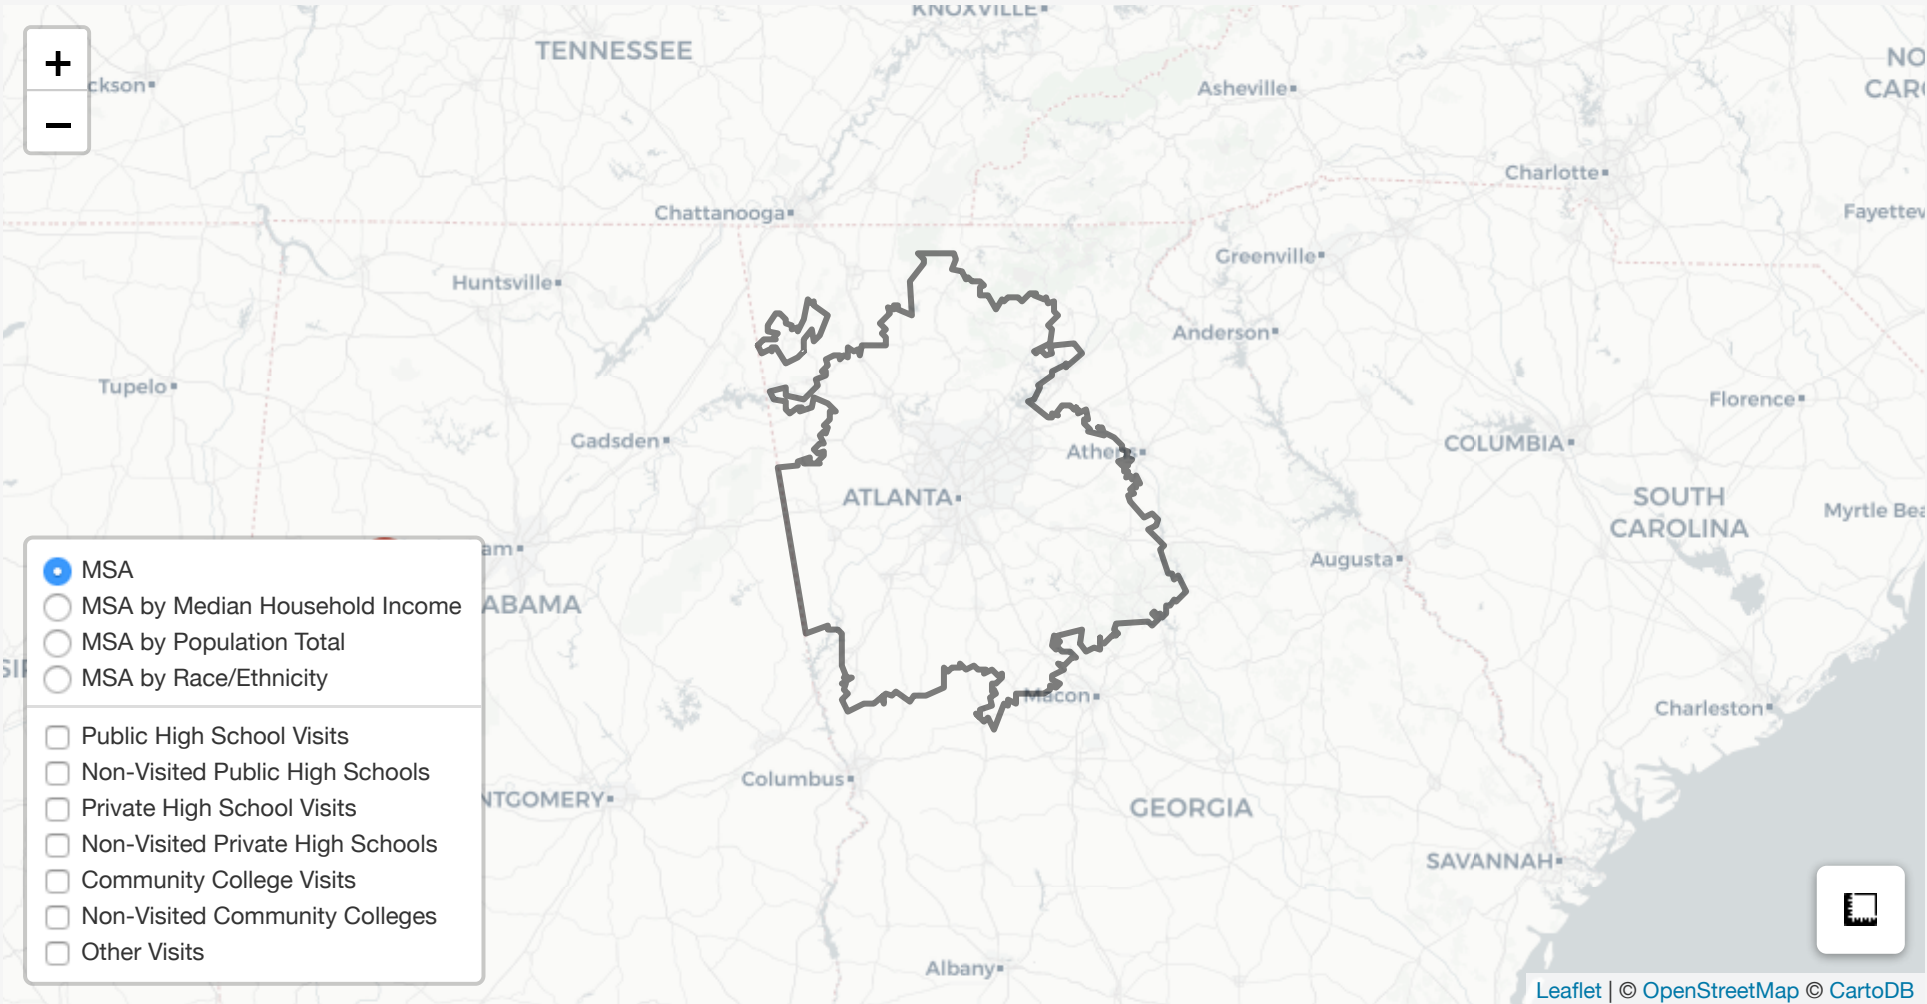 KNOXVILLE
TENNESSEE
+
−
ckson
Asheville
NO
CAR
Charlotte
Chattanooga
Fayettev
Greenville
Huntsville
Anderson
Tupelo
Florence
Gadsden
Athens
COLUMBIA
ATLANTA
SOUTH
CAROLINA
Myrtle Bea
am
Augusta
ABAMA
MSA
MSA by Median Household Income
MSA by Population Total
MSA by Race/Ethnicity
Macon
Charleston
Public High School Visits
Non-Visited Public High Schools
Private High School Visits
Non-Visited Private High Schools
Community College Visits
Non-Visited Community Colleges
Other Visits
Columbus
NTGOMERY
GEORGIA
SAVANNAH
Albany
Leaflet | © OpenStreetMap © CartoDB